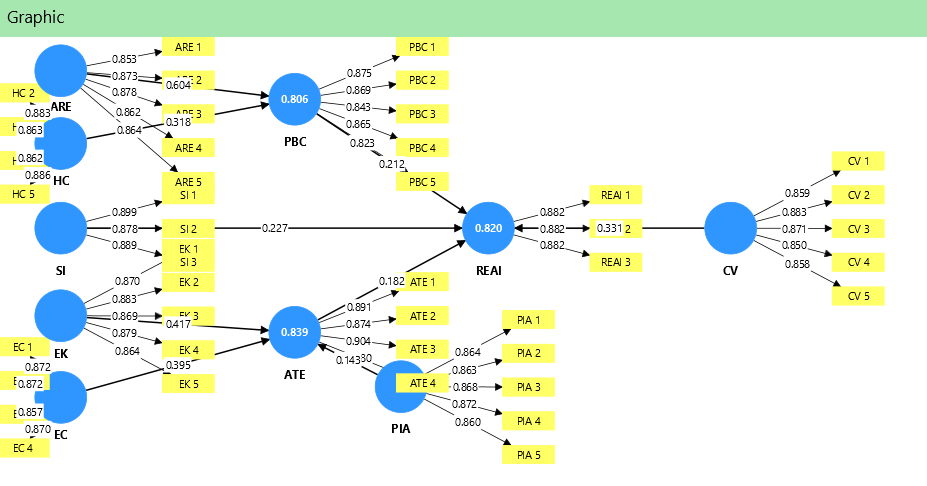 Graphic
ARE 1
0.853
0.873
2
0.604
0.878
3
0.862
ARE 4
0.864
ARE 5
ARE
HC 2
0.883
0.863
0.862
0.886
HC 5
HC
0.318
0.806
PBC
PBC 1
0.875
PBC 2
0.869
PBC 3
0.843
PBC 4
0.865
PBC 5
0.823
0.212
SI 1
0.899
SI 2
0.878
SI 3
0.889
SI
0.227
0.820
REAI
REAI 1
0.882
0.882
0.331
2
REAI 3
0.882
CV
CV 1
0.859
CV 2
0.883
CV 3
0.871
CV 4
0.850
CV 5
0.858
EK 1
0.870
EK 2
0.883
0.869
3
0.417
EK 4
0.879
EK 5
0.864
EK
EC 1
0.872
0.872
0.857
0.870
EC 4
EC
0.395
0.839
ATE
0.182
ATE 1
0.891
ATE 2
0.874
ATE 3
0.904
ATE 4
0.143
PIA
PIA 1
0.864
PIA 2
0.863
PIA 3
0.868
PIA 4
0.872
PIA 5
0.860